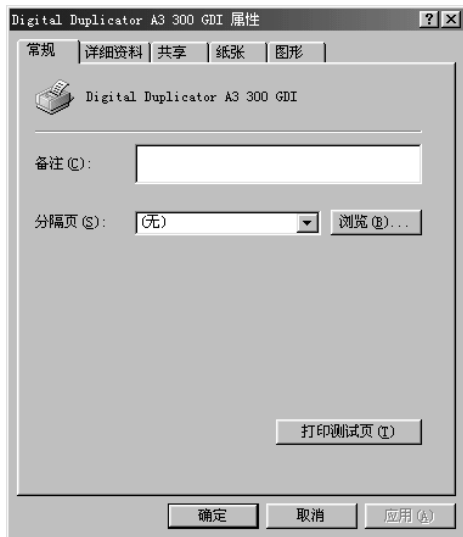 Digital Duplicator A3 300 GDI 属性
常规 详细资料 共享 纸张 图形
Digital Duplicator A3 300 GDI
备注(C):
分隔页(S): (无) 浏览(B)...
打印测试页(T)
确定 取消 应用(A)